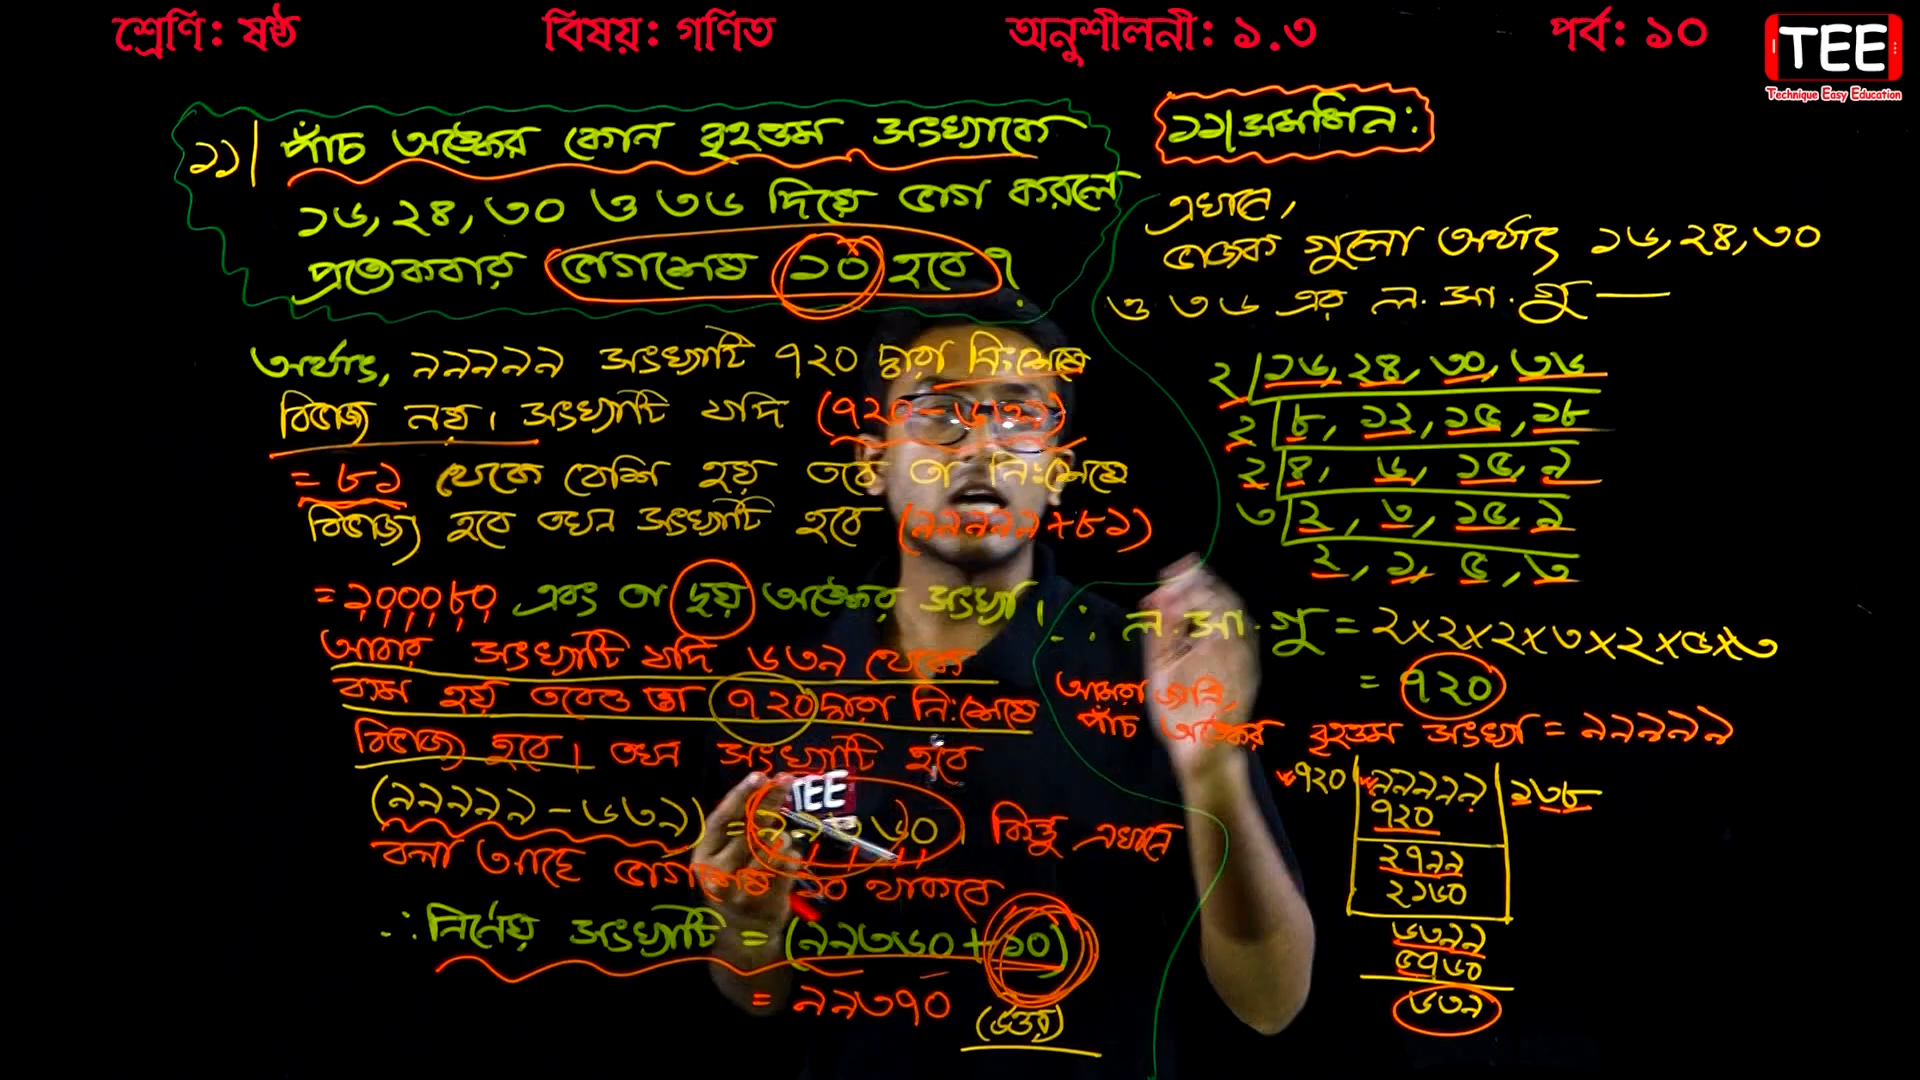 শ্রেণি: ষষ্ঠ বিষয়: গণিত অনুশীলনী: ১.৩ পর্ব: ১০
TEE
Technique Easy Education
১১| পাঁচ অঙ্কের কোন বৃহত্তম সংখ্যাকে
১৬, ২৪, ৩০ ও ৩৬ দিয়ে ভাগ করলে
প্রত্যেকবার ভাগশেষ ১০ হবে?
অর্থাৎ, ৯৯৯৯৯ সংখ্যাটি ৭২০ দ্বারা নিঃশেষে
বিভাজ্য নয়। সংখ্যাটি যদি (৭২০-৬৩৯)
= ৮১ থেকে বেশি হয় তবে তা নিঃশেষে
বিভাজ্য হবে তখন সংখ্যাটি হবে (৯৯৯৯৯+৮১)
= ১০০০৮০ এবং তা ছয় অঙ্কের সংখ্যা।
আবার সংখ্যাটি যদি ৬৩৯ থেকে
কম হয় তবেও তা ৭২০ দ্বারা নিঃশেষে
বিভাজ্য হবে। তখন সংখ্যাটি হবে
(৯৯৯৯৯ - ৬৩৯) = ৯৯৩৬০ কিন্তু এখানে
বলা আছে ভাগশেষ ১০ থাকবে
∴ নির্ণেয় সংখ্যাটি = (৯৯৩৬০+১০)
= ৯৯৩৭০
(উত্তর)
১১| সমাধান:
এখানে,
ভাজক গুলো অর্থাৎ ১৬, ২৪, ৩০
ও ৩৬ এর ল.সা.গু —
২ | ১৬, ২৪, ৩০, ৩৬
২ | ৮, ১২, ১৫, ১৮
২ | ৪, ৬, ১৫, ৯
৩ | ২, ৩, ১৫, ৯
২, ১, ৫, ৩
∴ ল.সা.গু = ২×২×২×৩×২×৫×৩
= ৭২০
আমরা জানি,
পাঁচ অঙ্কের বৃহত্তম সংখ্যা = ৯৯৯৯৯
৭২০ | ৯৯৯৯৯ | ১৩৮
৭২০
২৭৯৯
২১৬০
৬৩৯৯
৫৭৬০
৬৩৯
TEE